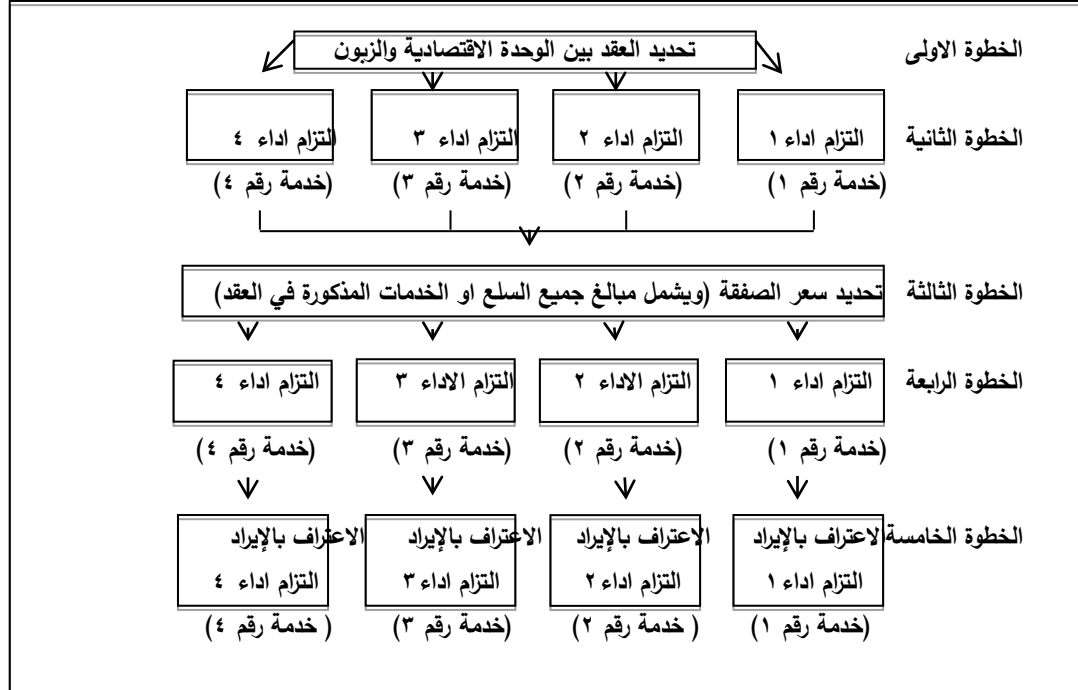 الخطوة الاولى
تحديد العقد بين الوحدة الاقتصادية والزبون
الخطوة الثانية
التزام اداء ١
التزام اداء ٢
التزام اداء ٣
التزام اداء ٤
(خدمة رقم ١)
(خدمة رقم ٢)
(خدمة رقم ٣)
(خدمة رقم ٤)
الخطوة الثالثة
تحديد سعر الصفقة (ويشمل مبالغ جميع السلع او الخدمات المذكورة في العقد)
الخطوة الرابعة
التزام اداء ١
التزام الاداء ٢
التزام الاداء ٣
التزام اداء ٤
(خدمة رقم ١)
(خدمة رقم ٢)
(خدمة رقم ٣)
(خدمة رقم ٤)
الخطوة الخامسة
الاعتراف بالإيراد
التزام اداء ١
(خدمة رقم ١)
الاعتراف بالإيراد
التزام اداء ٢
( خدمة رقم ٢)
الاعتراف بالإيراد
التزام اداء ٣
(خدمة رقم ٣)
الاعتراف بالإيراد
التزام اداء ٤
( خدمة رقم ٤)